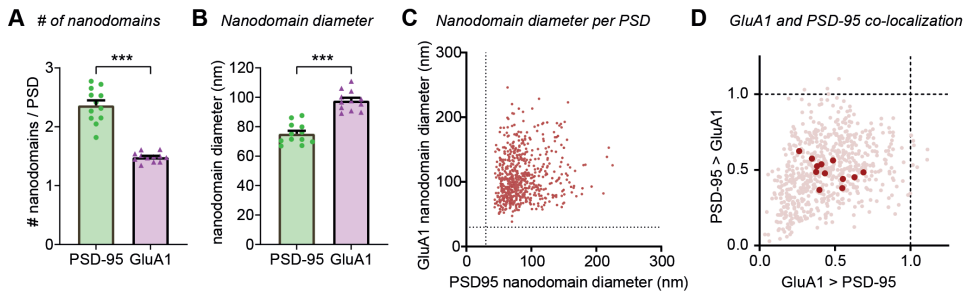 A # of nanodomains
# nanodomains / PSD
3
2
1
0
***
PSD-95 GluA1
B Nanodomain diameter
nanodomain diameter (nm)
120
100
80
60
40
20
0
***
PSD-95 GluA1
C Nanodomain diameter per PSD
GluA1 nanodomain diameter (nm)
300
200
100
0
0 100 200 300
PSD95 nanodomain diameter (nm)
D GluA1 and PSD-95 co-localization
PSD-95 > GluA1
1.0
0.5
0.0
0.0 0.5 1.0
GluA1 > PSD-95